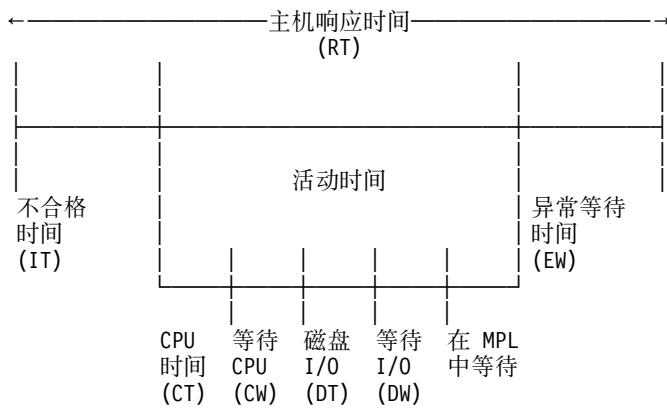 主机响应时间
(RT)
活动时间
不合格
时间
(IT)
异常等待
时间
(EW)
CPU
时间
(CT)
等待
CPU
(CW)
磁盘
I/O
(DT)
等待
I/O
(DW)
在 MPL
中等待